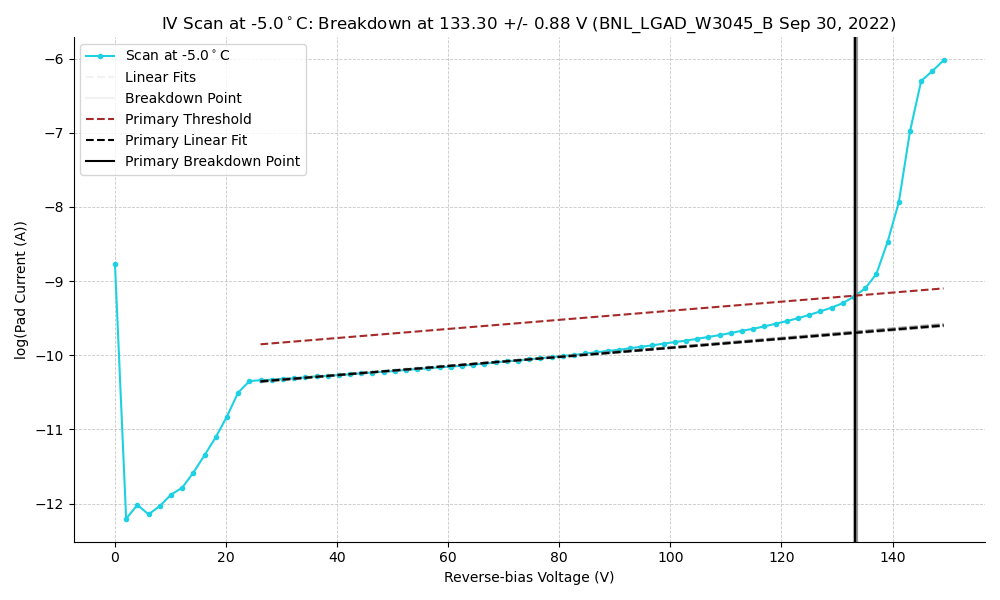 IV Scan at -5.0°C: Breakdown at 133.30 +/- 0.88 V (BNL_LGAD_W3045_B Sep 30, 2022)
Scan at -5.0°C
Linear Fits
Breakdown Point
Primary Threshold
Primary Linear Fit
Primary Breakdown Point
log(Pad Current (A))
−6
−7
−8
−9
−10
−11
−12
0 20 40 60 80 100 120 140
Reverse-bias Voltage (V)